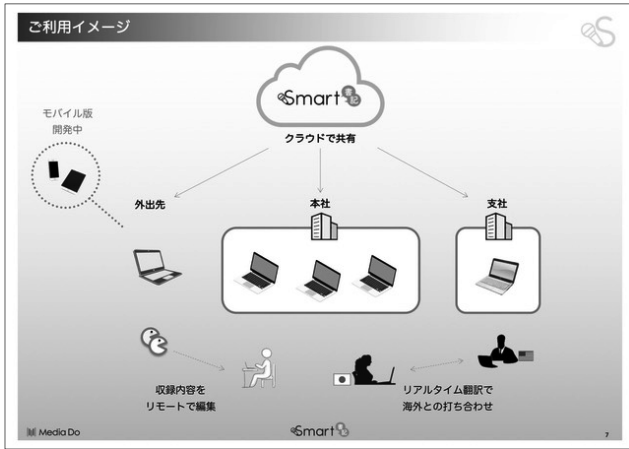 ご利用イメージ
S
Smart
12
クラウドで共有
モバイル版
開発中
外出先
本社
支社
収録内容を
リモートで編集
リアルタイム翻訳で
海外との打ち合わせ
Media Do
Smart
12
7